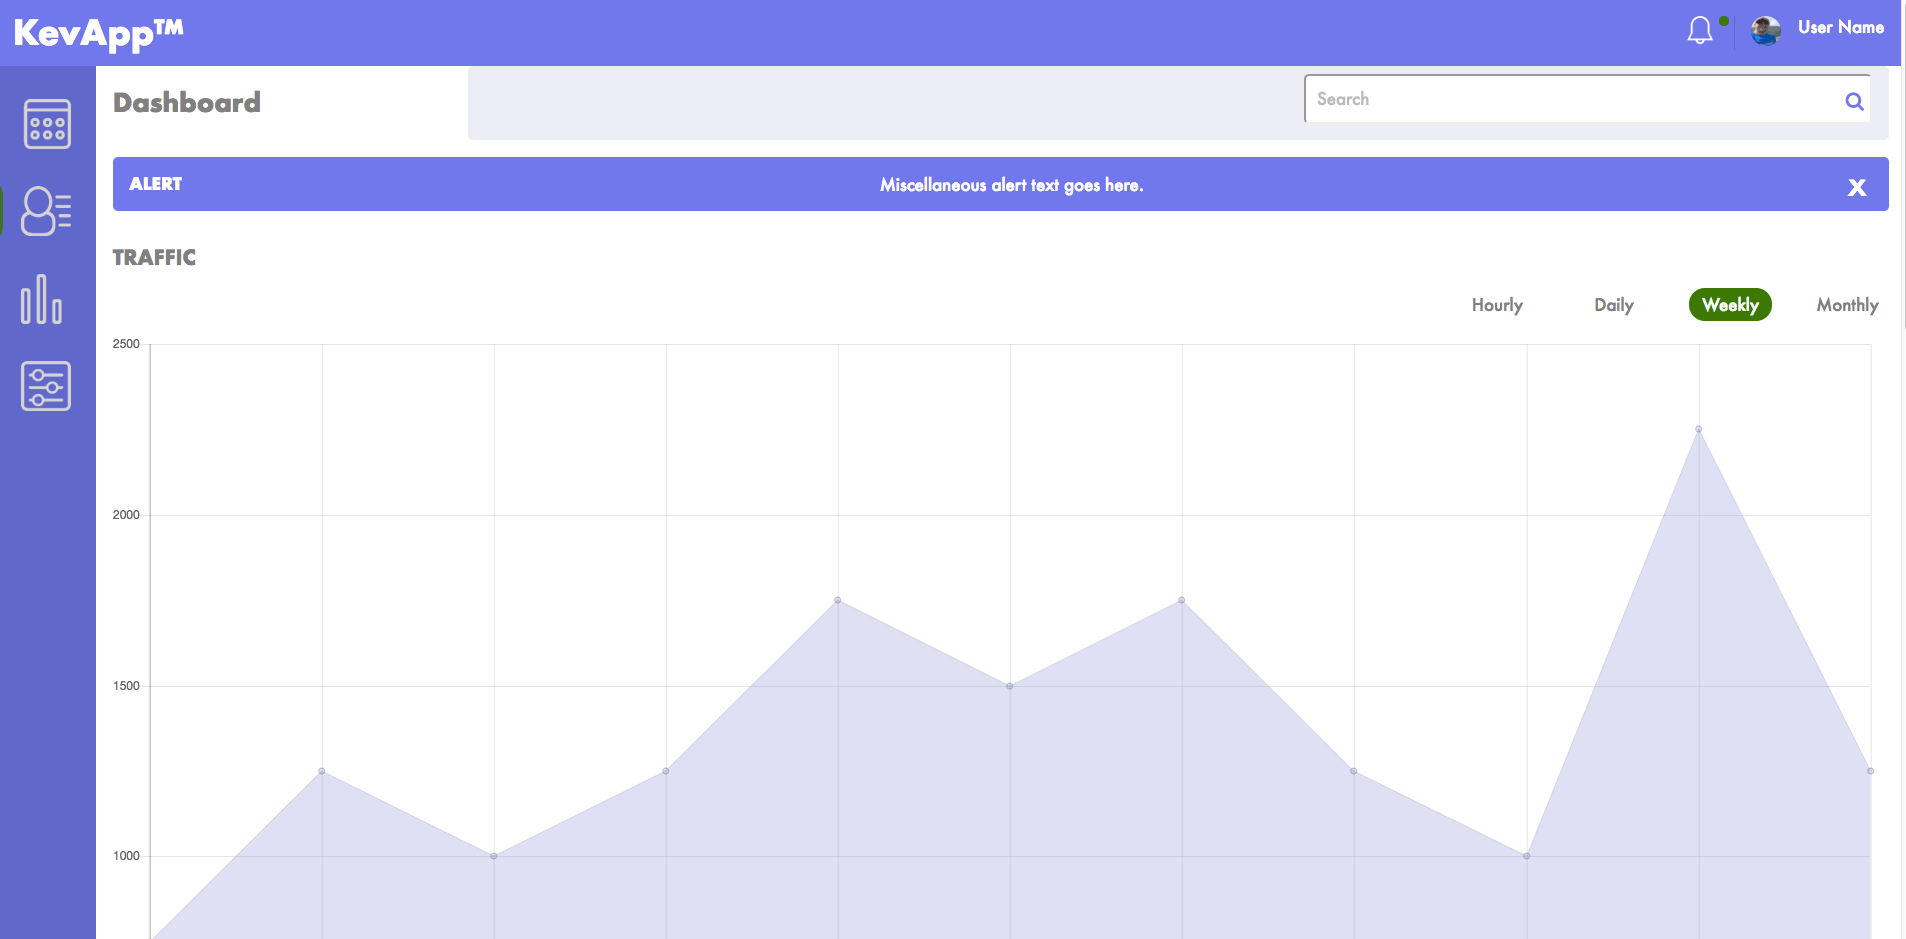 KevApp™
User Name
Dashboard
Search
ALERT
Miscellaneous alert text goes here.
X
TRAFFIC
Hourly Daily Weekly Monthly
2500
2000
1500
1000